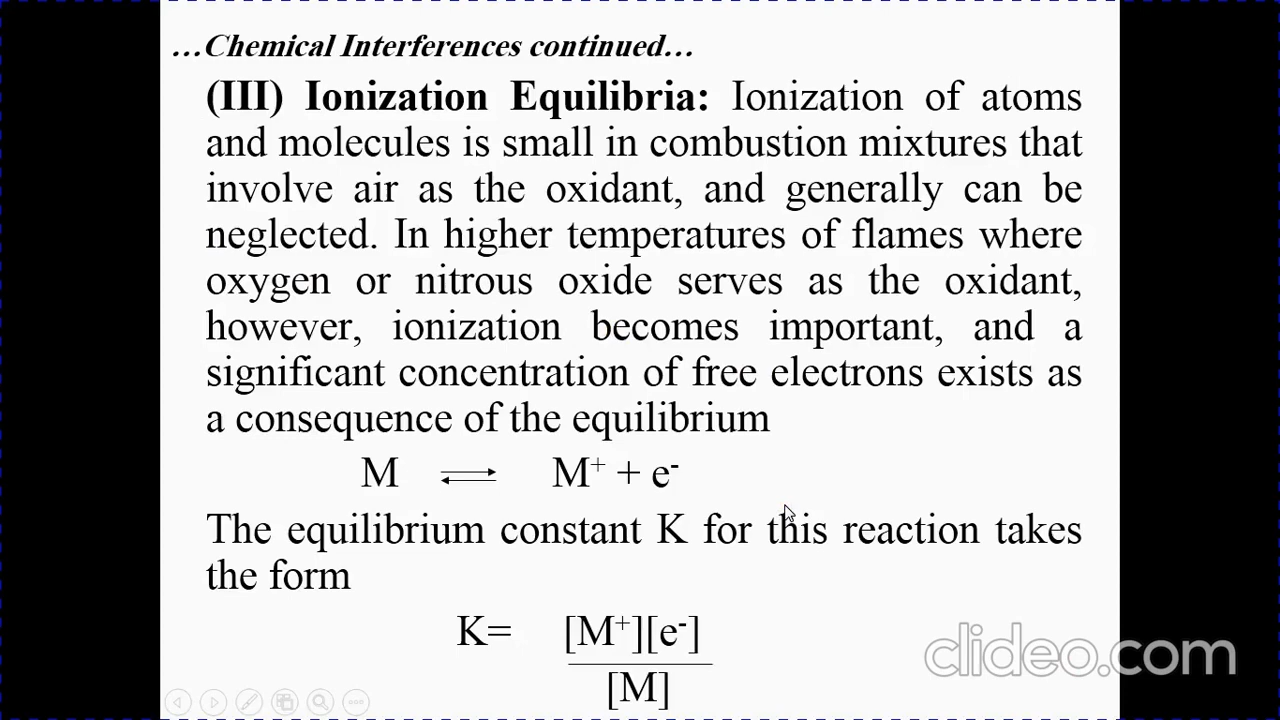 …Chemical Interferences continued…
(III) Ionization Equilibria: Ionization of atoms
and molecules is small in combustion mixtures that
involve air as the oxidant, and generally can be
neglected. In higher temperatures of flames where
oxygen or nitrous oxide serves as the oxidant,
however, ionization becomes important, and a
significant concentration of free electrons exists as
a consequence of the equilibrium
M ⇌ M⁺ + e⁻
The equilibrium constant K for this reaction takes
the form
K= [M⁺][e⁻]
[M]
clideo.com